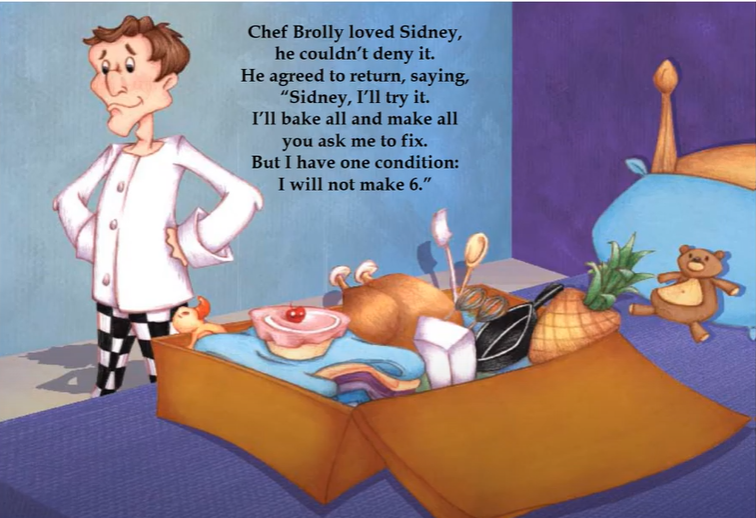 Chef Brolly loved Sidney,
he couldn't deny it.
He agreed to return, saying,
“Sidney, I'll try it.
I'll bake all and make all
you ask me to fix.
But I have one condition:
I will not make 6.”